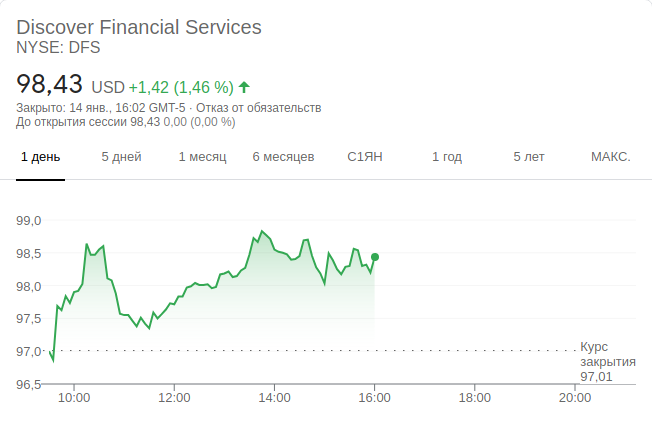 Discover Financial Services
NYSE: DFS
98,43 USD +1,42 (1,46 %)
Закрыто: 14 янв., 16:02 GMT-5 · Отказ от обязательств
До открытия сессии 98,43 0,00 (0,00 %)
1 день 5 дней 1 месяц 6 месяцев С1ЯН 1 год 5 лет МАКС.
99,0
98,5
98,0
97,5
97,0
96,5
Курс
закрытия
97,01
10:00 12:00 14:00 16:00 18:00 20:00